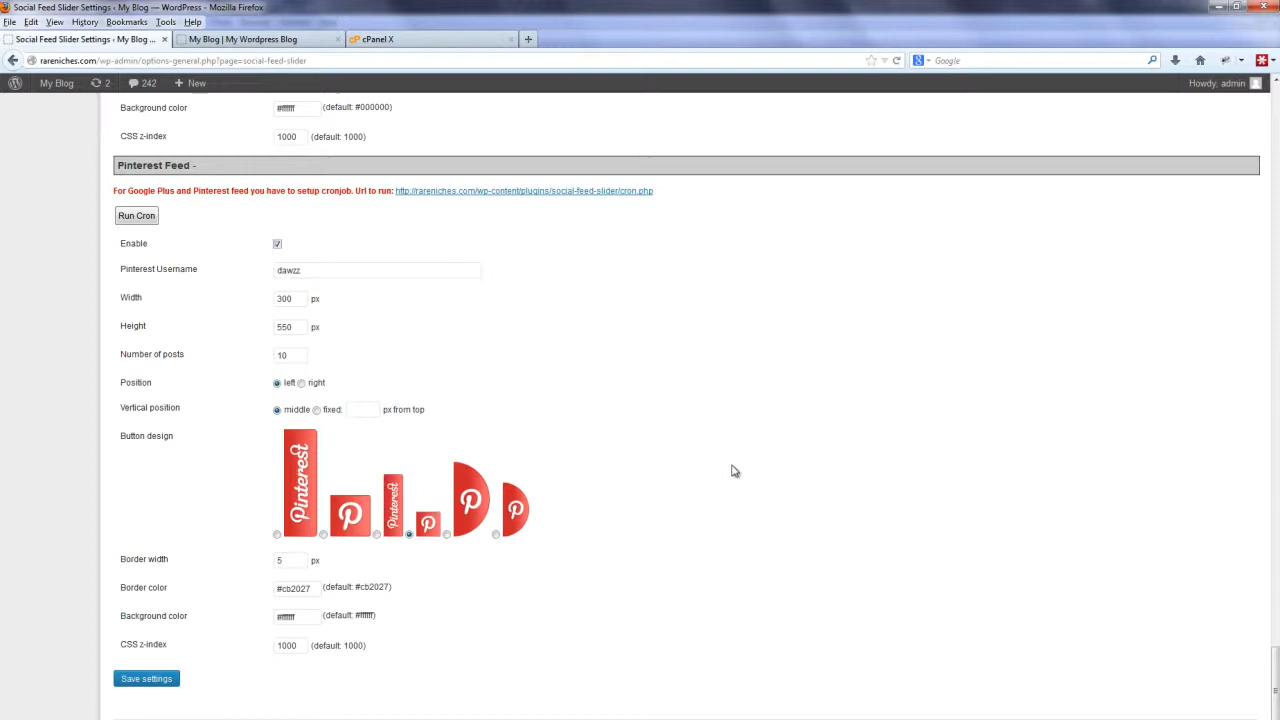 Social Feed Slider Settings ‹ My Blog — WordPress - Mozilla Firefox
File Edit View History Bookmarks Tools Help
Social Feed Slider Settings ‹ My Blog ... × My Blog | My Wordpress Blog × cP cPanel X × +
rareniches.com/wp-admin/options-general.php?page=social-feed-slider Google
My Blog 2 242 + New Howdy, admin
Background color #ffffff (default: #000000)
CSS z-index 1000 (default: 1000)
Pinterest Feed -
For Google Plus and Pinterest feed you have to setup cronjob. Url to run: http://rareniches.com/wp-content/plugins/social-feed-slider/cron.php
Run Cron
Enable
Pinterest Username dawzz
Width 300 px
Height 550 px
Number of posts 10
Position left right
Vertical position middle fixed: px from top
Button design
Pinterest P Pinterest P P P
Border width 5 px
Border color #cb2027 (default: #cb2027)
Background color #ffffff (default: #ffffff)
CSS z-index 1000 (default: 1000)
Save settings